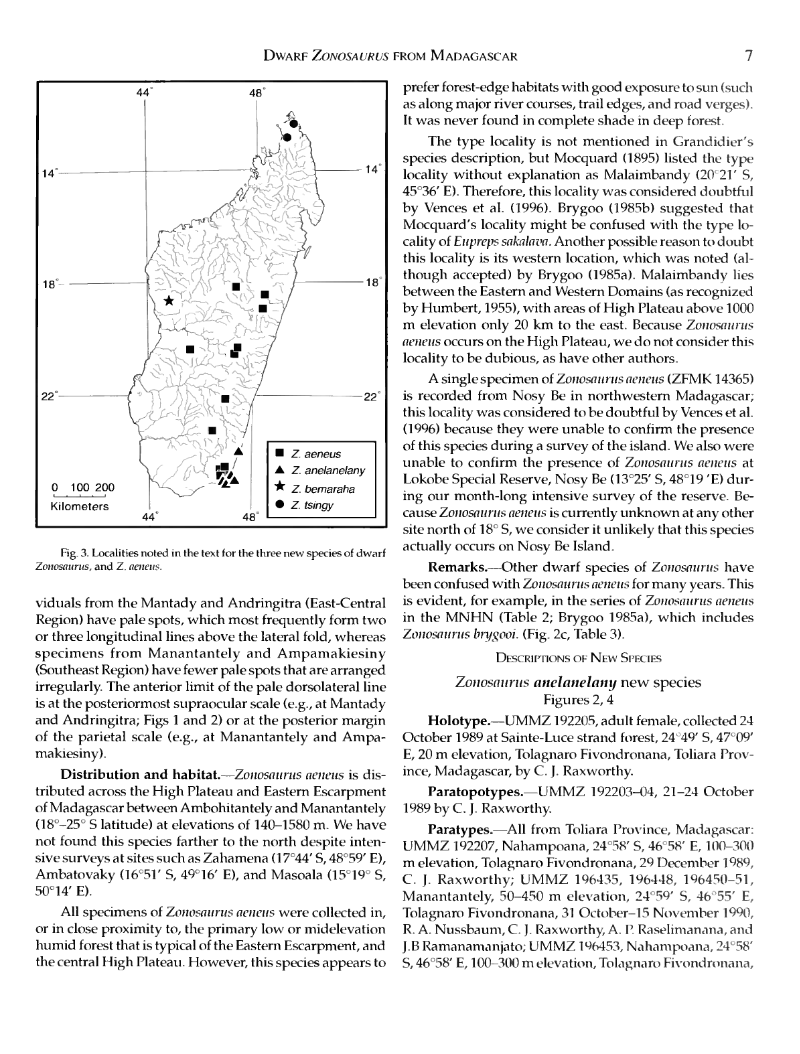 DWARF ZONOSAURUS FROM MADAGASCAR
7
44°
48°
14°
14°
18°
18°
22°
22°
■ Z. aeneus
▲ Z. anelanelany
★ Z. bemaraha
● Z. tsingy
0 100 200
Kilometers
44°
48°
Fig. 3. Localities noted in the text for the three new species of dwarf
Zonosaurus, and Z. aeneus.
viduals from the Mantady and Andringitra (East-Central
Region) have pale spots, which most frequently form two
or three longitudinal lines above the lateral fold, whereas
specimens from Manantantely and Ampamakiesiny
(Southeast Region) have fewer pale spots that are arranged
irregularly. The anterior limit of the pale dorsolateral line
is at the posteriormost supraocular scale (e.g., at Mantady
and Andringitra; Figs 1 and 2) or at the posterior margin
of the parietal scale (e.g., at Manantantely and Ampa-
makiesiny).
Distribution and habitat.—Zonosaurus aeneus is dis-
tributed across the High Plateau and Eastern Escarpment
of Madagascar between Ambohitantely and Manantantely
(18°–25° S latitude) at elevations of 140–1580 m. We have
not found this species farther to the north despite inten-
sive surveys at sites such as Zahamena (17°44′ S, 48°59′ E),
Ambatovaky (16°51′ S, 49°16′ E), and Masoala (15°19° S,
50°14′ E).
All specimens of Zonosaurus aeneus were collected in,
or in close proximity to, the primary low or midelevation
humid forest that is typical of the Eastern Escarpment, and
the central High Plateau. However, this species appears to
prefer forest-edge habitats with good exposure to sun (such
as along major river courses, trail edges, and road verges).
It was never found in complete shade in deep forest.
The type locality is not mentioned in Grandidier's
species description, but Mocquard (1895) listed the type
locality without explanation as Malaimbandy (20°21′ S,
45°36′ E). Therefore, this locality was considered doubtful
by Vences et al. (1996). Brygoo (1985b) suggested that
Mocquard's locality might be confused with the type lo-
cality of Eupreps sakalava. Another possible reason to doubt
this locality is its western location, which was noted (al-
though accepted) by Brygoo (1985a). Malaimbandy lies
between the Eastern and Western Domains (as recognized
by Humbert, 1955), with areas of High Plateau above 1000
m elevation only 20 km to the east. Because Zonosaurus
aeneus occurs on the High Plateau, we do not consider this
locality to be dubious, as have other authors.
A single specimen of Zonosaurus aeneus (ZFMK 14365)
is recorded from Nosy Be in northwestern Madagascar;
this locality was considered to be doubtful by Vences et al.
(1996) because they were unable to confirm the presence
of this species during a survey of the island. We also were
unable to confirm the presence of Zonosaurus aeneus at
Lokobe Special Reserve, Nosy Be (13°25′ S, 48°19 ′E) dur-
ing our month-long intensive survey of the reserve. Be-
cause Zonosaurus aeneus is currently unknown at any other
site north of 18° S, we consider it unlikely that this species
actually occurs on Nosy Be Island.
Remarks.—Other dwarf species of Zonosaurus have
been confused with Zonosaurus aeneus for many years. This
is evident, for example, in the series of Zonosaurus aeneus
in the MNHN (Table 2; Brygoo 1985a), which includes
Zonosaurus brygooi. (Fig. 2c, Table 3).
DESCRIPTIONS OF NEW SPECIES
Zonosaurus anelanelany new species
Figures 2, 4
Holotype.—UMMZ 192205, adult female, collected 24
October 1989 at Sainte-Luce strand forest, 24°49′ S, 47°09′
E, 20 m elevation, Tolagnaro Fivondronana, Toliara Prov-
ince, Madagascar, by C. J. Raxworthy.
Paratopotypes.—UMMZ 192203–04, 21–24 October
1989 by C. J. Raxworthy.
Paratypes.—All from Toliara Province, Madagascar:
UMMZ 192207, Nahampoana, 24°58′ S, 46°58′ E, 100–300
m elevation, Tolagnaro Fivondronana, 29 December 1989,
C. J. Raxworthy; UMMZ 196435, 196448, 196450–51,
Manantantely, 50–450 m elevation, 24°59′ S, 46°55′ E,
Tolagnaro Fivondronana, 31 October–15 November 1990,
R. A. Nussbaum, C. J. Raxworthy, A. P. Raselimanana, and
J.B Ramanamanjato; UMMZ 196453, Nahampoana, 24°58′
S, 46°58′ E, 100–300 m elevation, Tolagnaro Fivondronana,